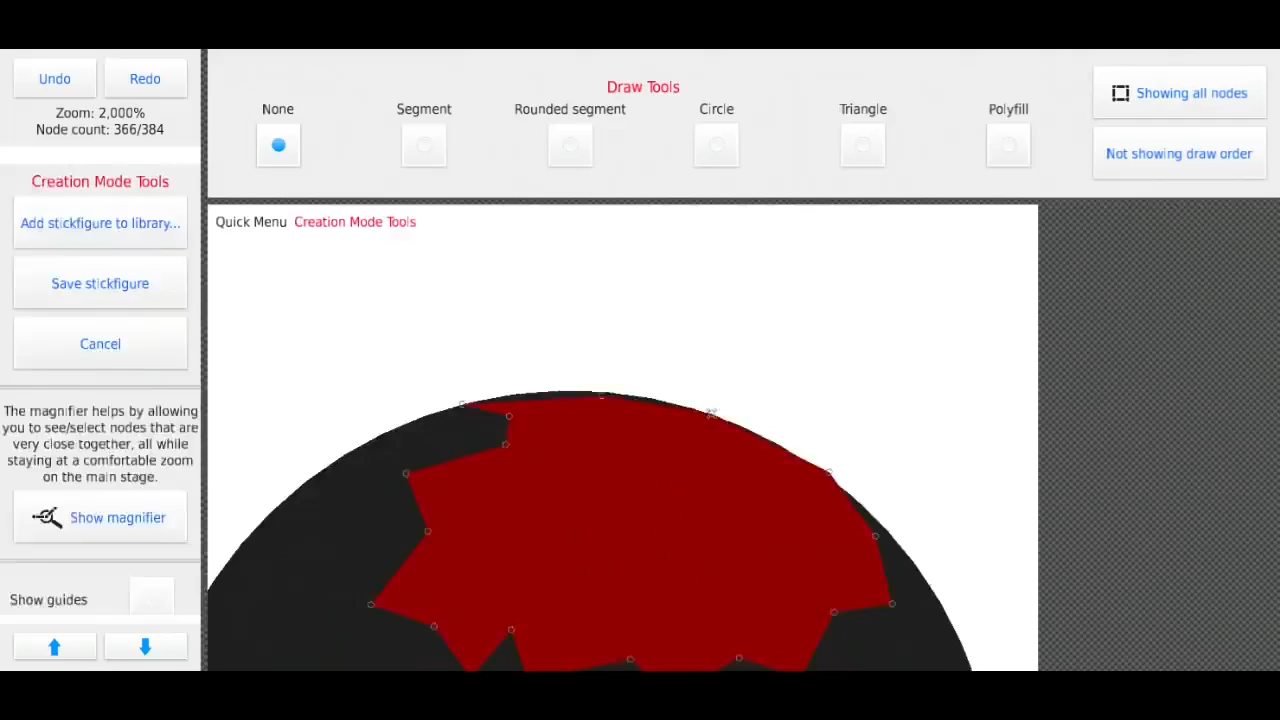 Undo
Redo
Zoom: 2,000%
Node count: 366/384
Creation Mode Tools
Add stickfigure to library...
Save stickfigure
Cancel
The magnifier helps by allowing
you to see/select nodes that are
very close together, all while
staying at a comfortable zoom
on the main stage.
Show magnifier
Show guides
Draw Tools
None
Segment
Rounded segment
Circle
Triangle
Polyfill
Showing all nodes
Not showing draw order
Quick Menu Creation Mode Tools